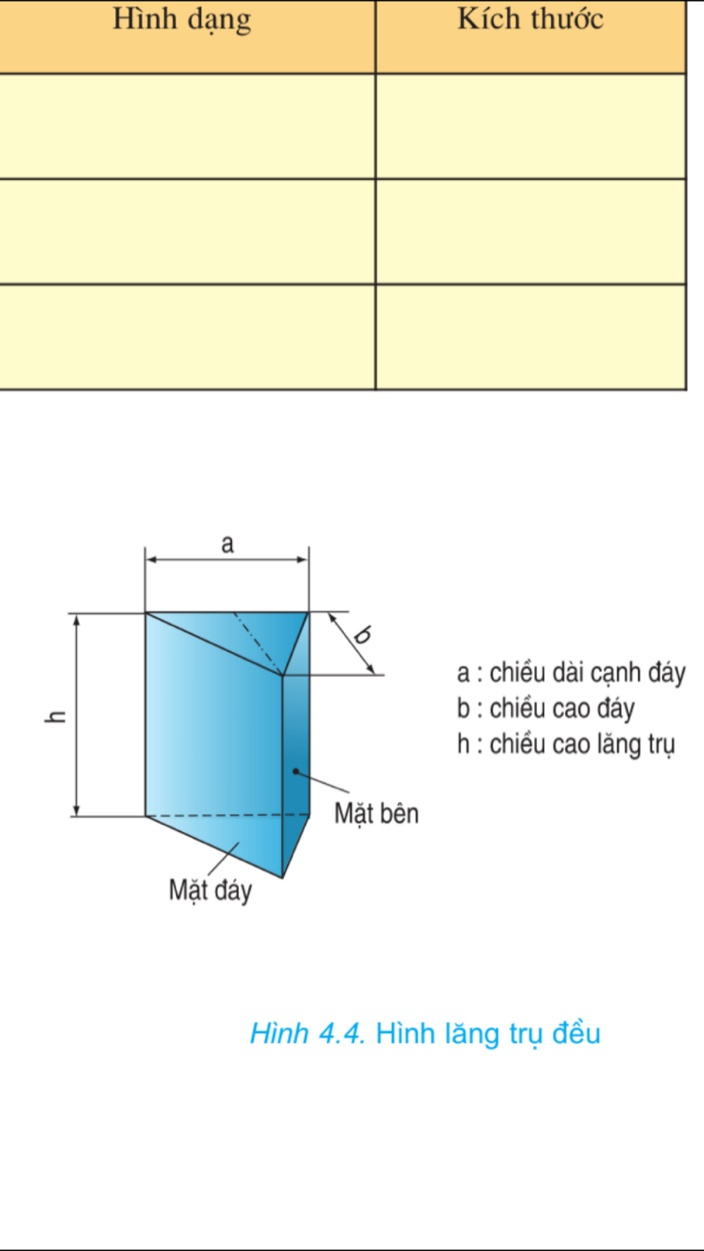 Hình dạng
Kích thước
a
b
h
a : chiều dài cạnh đáy
b : chiều cao đáy
h : chiều cao lăng trụ
Mặt bên
Mặt đáy
Hình 4.4. Hình lăng trụ đều